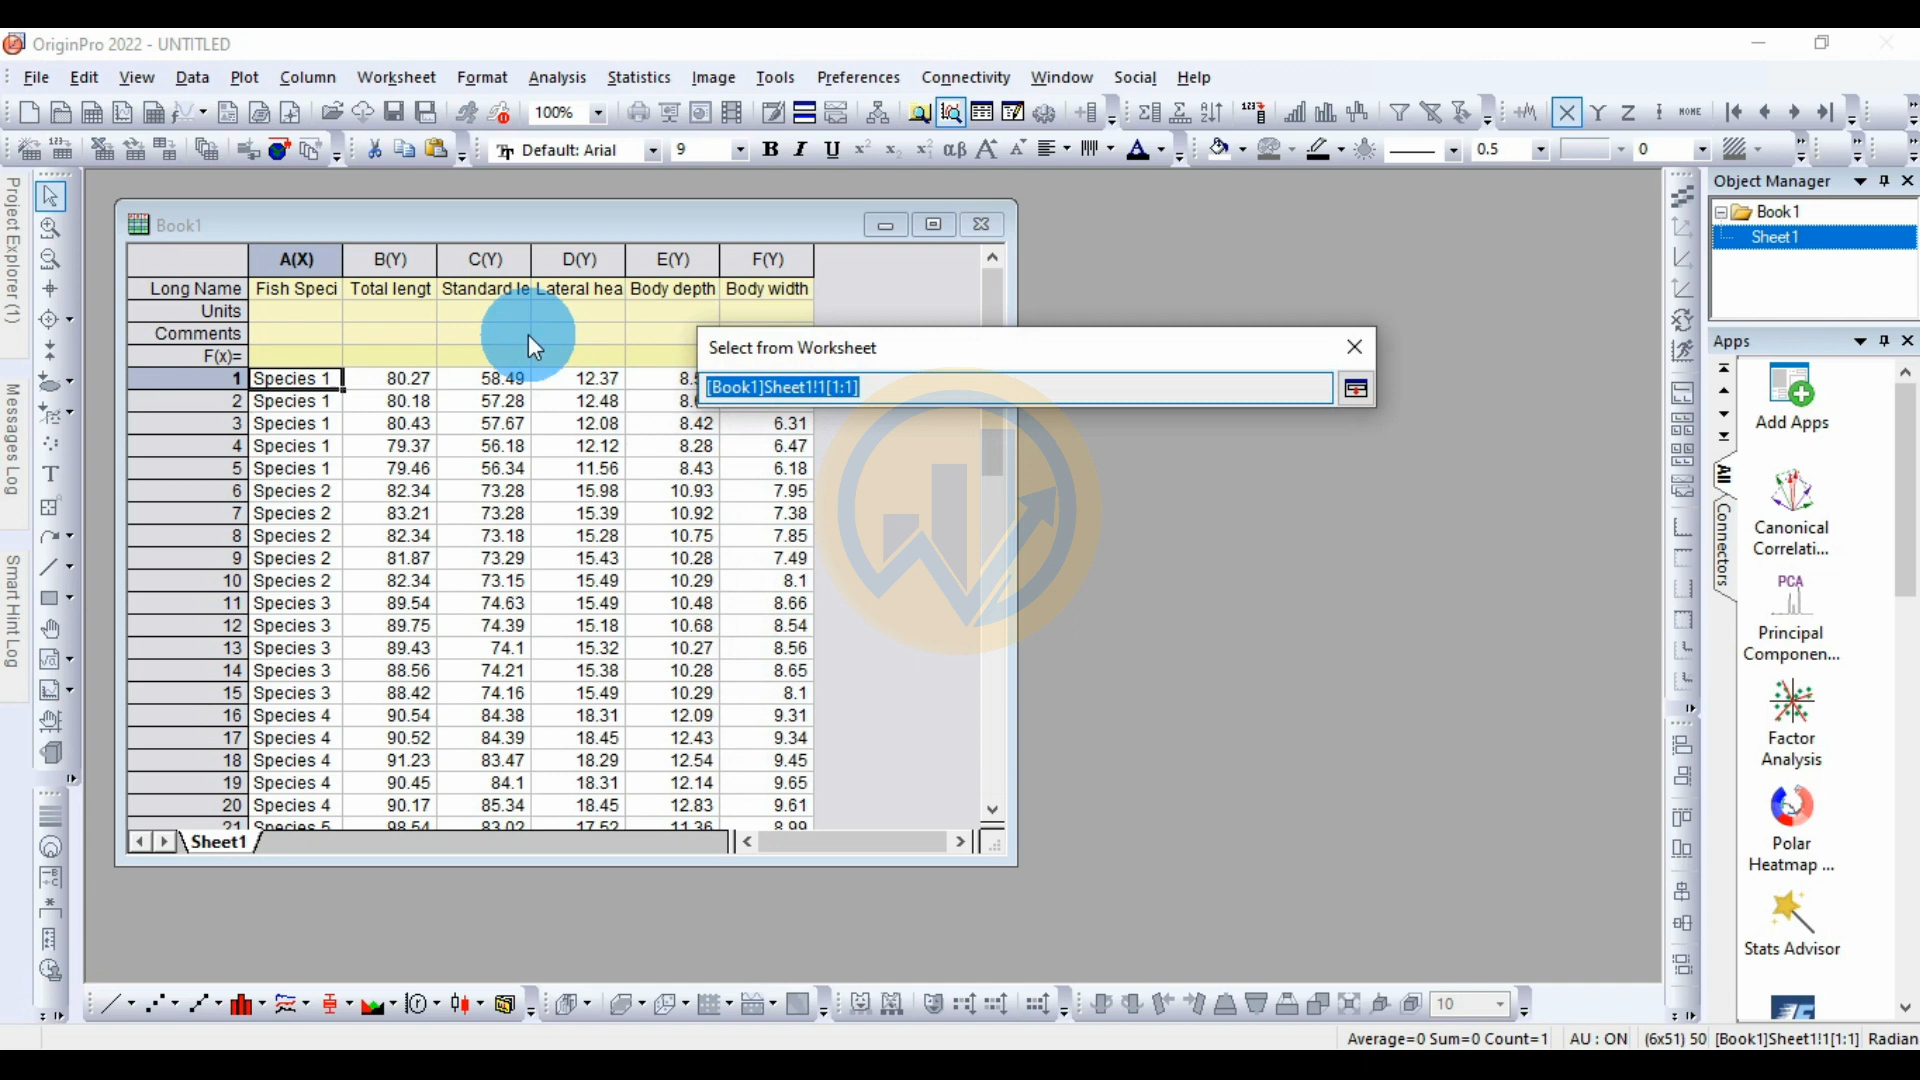 OriginPro 2022 - UNTITLED
File Edit View Data Plot Column Worksheet Format Analysis Statistics Image Tools Preferences Connectivity Window Social Help
100% X Y Z HOME
Default: Arial 9 B I U αβ A A 0.5 0
Project Explorer (1)
Messages Log
Smart Hint Log
Book1
A(X) B(Y) C(Y) D(Y) E(Y) F(Y)
Long Name Fish Speci Total lengt Standard le Lateral hea Body depth Body width
Units
Comments
F(x)=
1 Species 1 80.27 58.49 12.37
2 Species 1 80.18 57.28 12.48
3 Species 1 80.43 57.67 12.08 8.42 6.31
4 Species 1 79.37 56.18 12.12 8.28 6.47
5 Species 1 79.46 56.34 11.56 8.43 6.18
6 Species 2 82.34 73.28 15.98 10.93 7.95
7 Species 2 83.21 73.28 15.39 10.92 7.38
8 Species 2 82.34 73.18 15.28 10.75 7.85
9 Species 2 81.87 73.29 15.43 10.28 7.49
10 Species 2 82.34 73.15 15.49 10.29 8.1
11 Species 3 89.54 74.63 15.49 10.48 8.66
12 Species 3 89.75 74.39 15.18 10.68 8.54
13 Species 3 89.43 74.1 15.32 10.27 8.56
14 Species 3 88.56 74.21 15.38 10.28 8.65
15 Species 3 88.42 74.16 15.49 10.29 8.1
16 Species 4 90.54 84.38 18.31 12.09 9.31
17 Species 4 90.52 84.39 18.45 12.43 9.34
18 Species 4 91.23 83.47 18.29 12.54 9.45
19 Species 4 90.45 84.1 18.31 12.14 9.65
20 Species 4 90.17 85.34 18.45 12.83 9.61
21 Species 5 98.54 83.02 17.52 11.36 8.99
Sheet1
Select from Worksheet
[Book1]Sheet1!1[1:1]
Object Manager
Book1
Sheet1
Apps
All
Connectors
Add Apps
Canonical
Correlati...
PCA
Principal
Componen...
Factor
Analysis
Polar
Heatmap ...
Stats Advisor
10
Average=0 Sum=0 Count=1 AU : ON (6x51) 50 [Book1]Sheet1!1[1:1] Radian